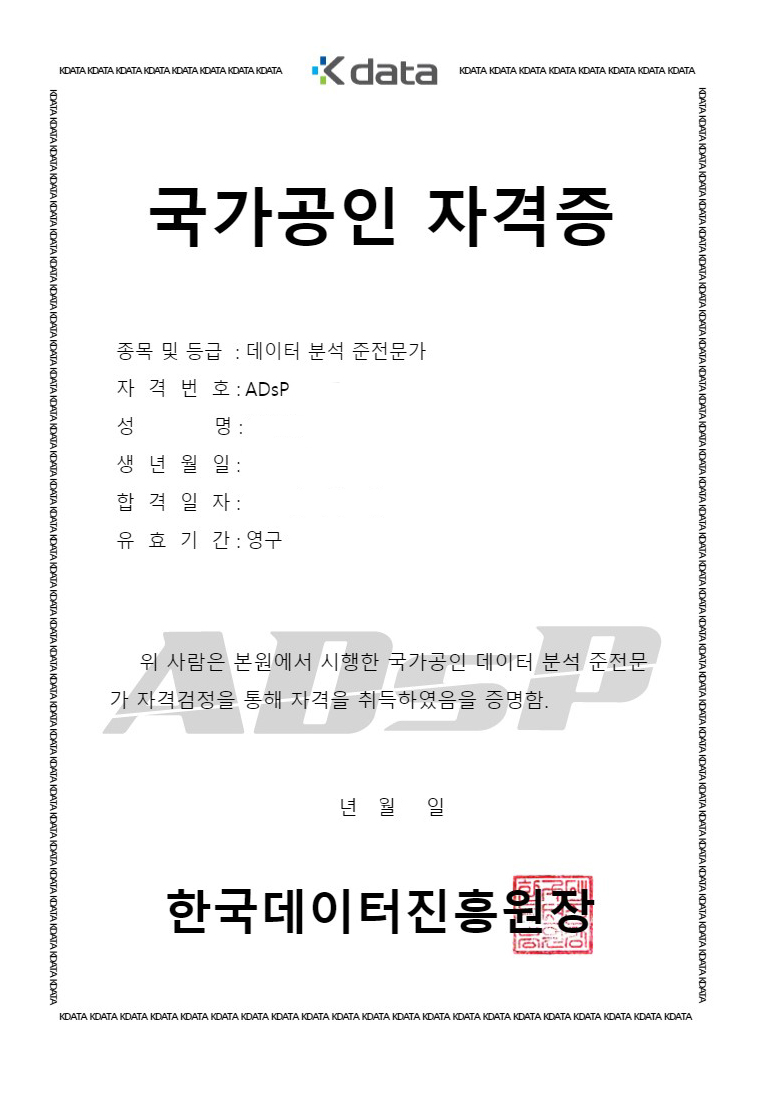 KDATA KDATA KDATA KDATA KDATA KDATA KDATA KDATA
K data
KDATA KDATA KDATA KDATA KDATA KDATA KDATA KDATA
국가공인 자격증
종목 및 등급 : 데이터 분석 준전문가
자 격 번 호 : ADsP
성 명 :
생 년 월 일 :
합 격 일 자 :
유 효 기 간 : 영구
ADsP
위 사람은 본원에서 시행한 국가공인 데이터 분석 준전문
가 자격검정을 통해 자격을 취득하였음을 증명함.
년 월 일
한국데이터진흥원장
KDATA KDATA KDATA KDATA KDATA KDATA KDATA KDATA KDATA KDATA KDATA KDATA KDATA KDATA KDATA KDATA KDATA KDATA KDATA KDATA KDATA